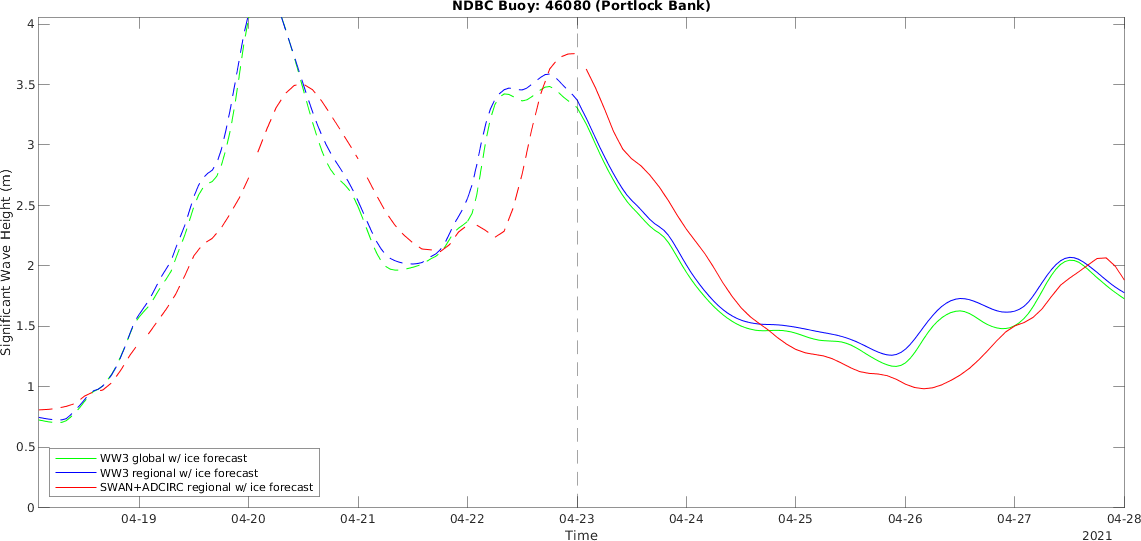 NDBC Buoy: 46080 (Portlock Bank)
Significant Wave Height (m)
4
3.5
3
2.5
2
1.5
1
0.5
0
WW3 global w/ ice forecast
WW3 regional w/ ice forecast
SWAN+ADCIRC regional w/ ice forecast
04-19 04-20 04-21 04-22 04-23 04-24 04-25 04-26 04-27 04-28
Time
2021